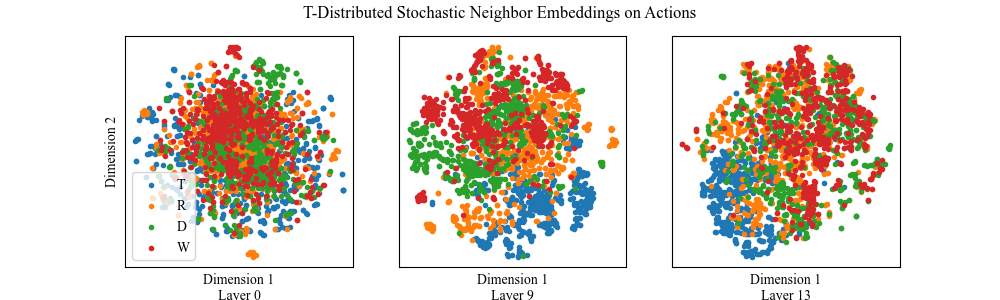 T-Distributed Stochastic Neighbor Embeddings on Actions
Dimension 2
T
R
D
W
Dimension 1
Layer 0
Dimension 1
Layer 9
Dimension 1
Layer 13